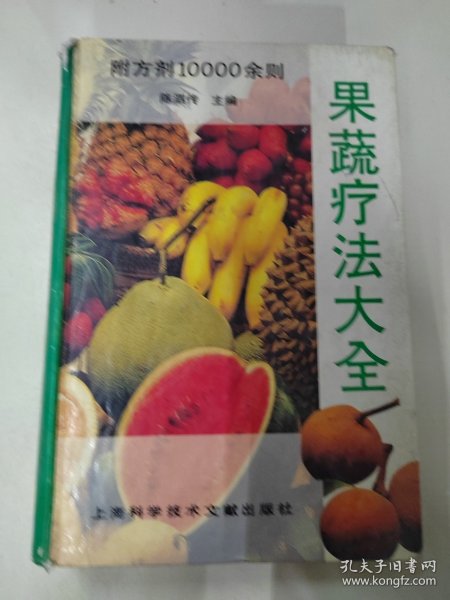 附方剂10000余则
主编
果蔬疗法大全
上海科学技术文献出版社
孔夫子旧书网
www.kongfz.com